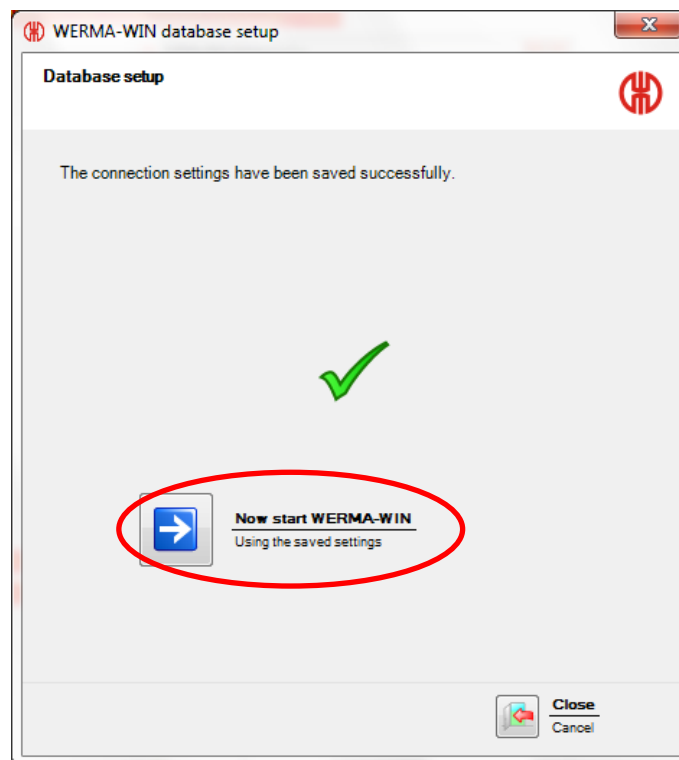 WERMA-WIN database setup
Database setup
The connection settings have been saved successfully.
Now start WERMA-WIN
Using the saved settings
Close
Cancel